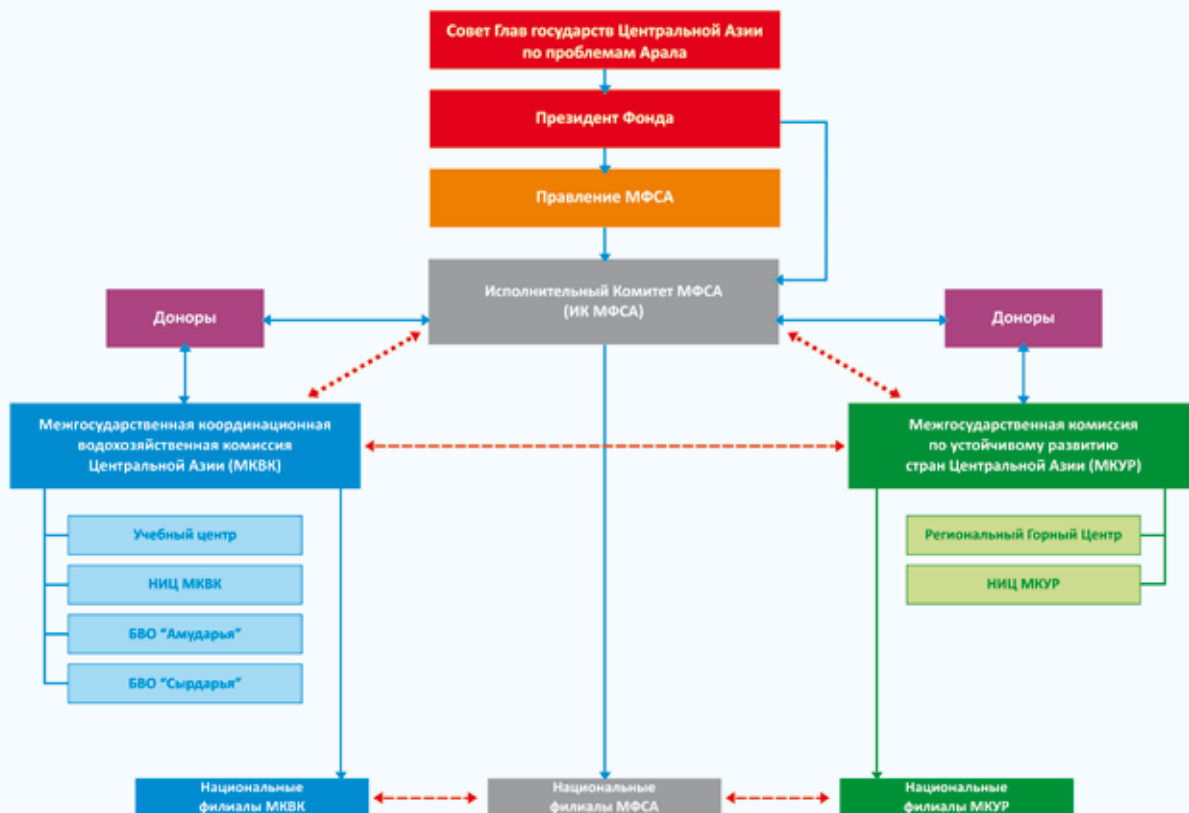 Совет Глав государств Центральной Азии
по проблемам Арала
Президент Фонда
Правление МФСА
Исполнительный Комитет МФСА
(ИК МФСА)
Доноры
Доноры
Межгосударственная координационная
водохозяйственная комиссия
Центральной Азии (МКВК)
Межгосударственная комиссия
по устойчивому развитию
стран Центральной Азии (МКУР)
Учебный центр
НИЦ МКВК
БВО "Амударья"
БВО "Сырдарья"
Региональный Горный Центр
НИЦ МКУР
Национальные
филиалы МКВК
Национальные
филиалы МФСА
Национальные
филиалы МКУР